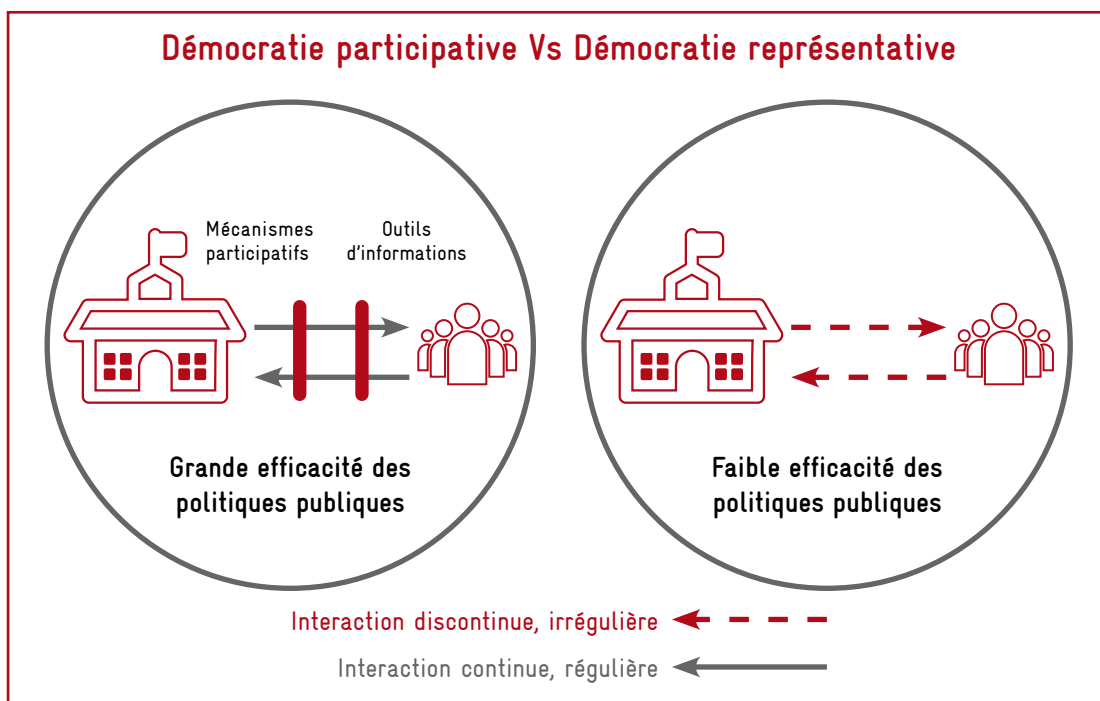 Démocratie participative Vs Démocratie représentative
Mécanismes
participatifs
Outils
d'informations
Grande efficacité des
politiques publiques
Faible efficacité des
politiques publiques
Interaction discontinue, irrégulière
Interaction continue, régulière